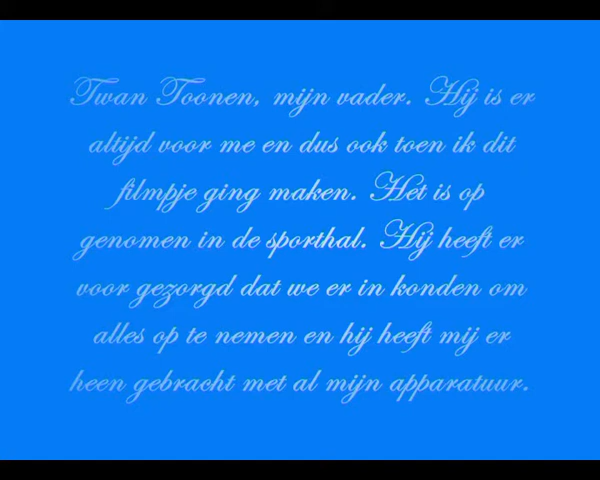 Twan Toonen, mijn vader. Hij is er
altijd voor me en dus ook toen ik dit
filmpje ging maken. Het is op
genomen in de sporthal. Hij heeft er
voor gezorgd dat we er in konden om
alles op te nemen en hij heeft mij er
heen gebracht met al mijn apparatuur.